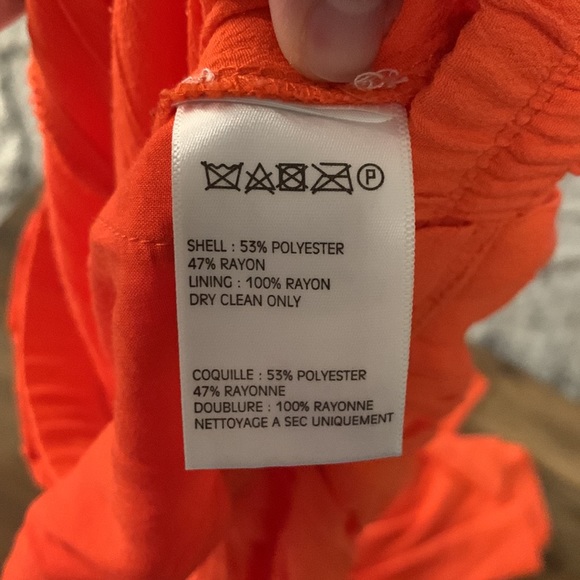 P
SHELL : 53% POLYESTER
47% RAYON
LINING : 100% RAYON
DRY CLEAN ONLY
COQUILLE : 53% POLYESTER
47% RAYONNE
DOUBLURE : 100% RAYONNE
NETTOYAGE A SEC UNIQUEMENT